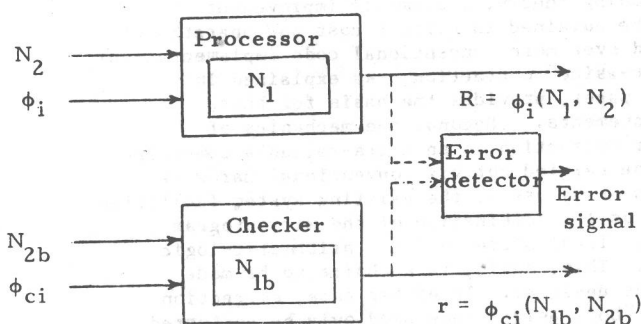 Processor
N₂
N₁
ϕᵢ
R = ϕᵢ(N₁, N₂)
Error
detector
Error
signal
Checker
N₂b
N₁b
ϕcᵢ
r = ϕcᵢ(N₁b, N₂b)